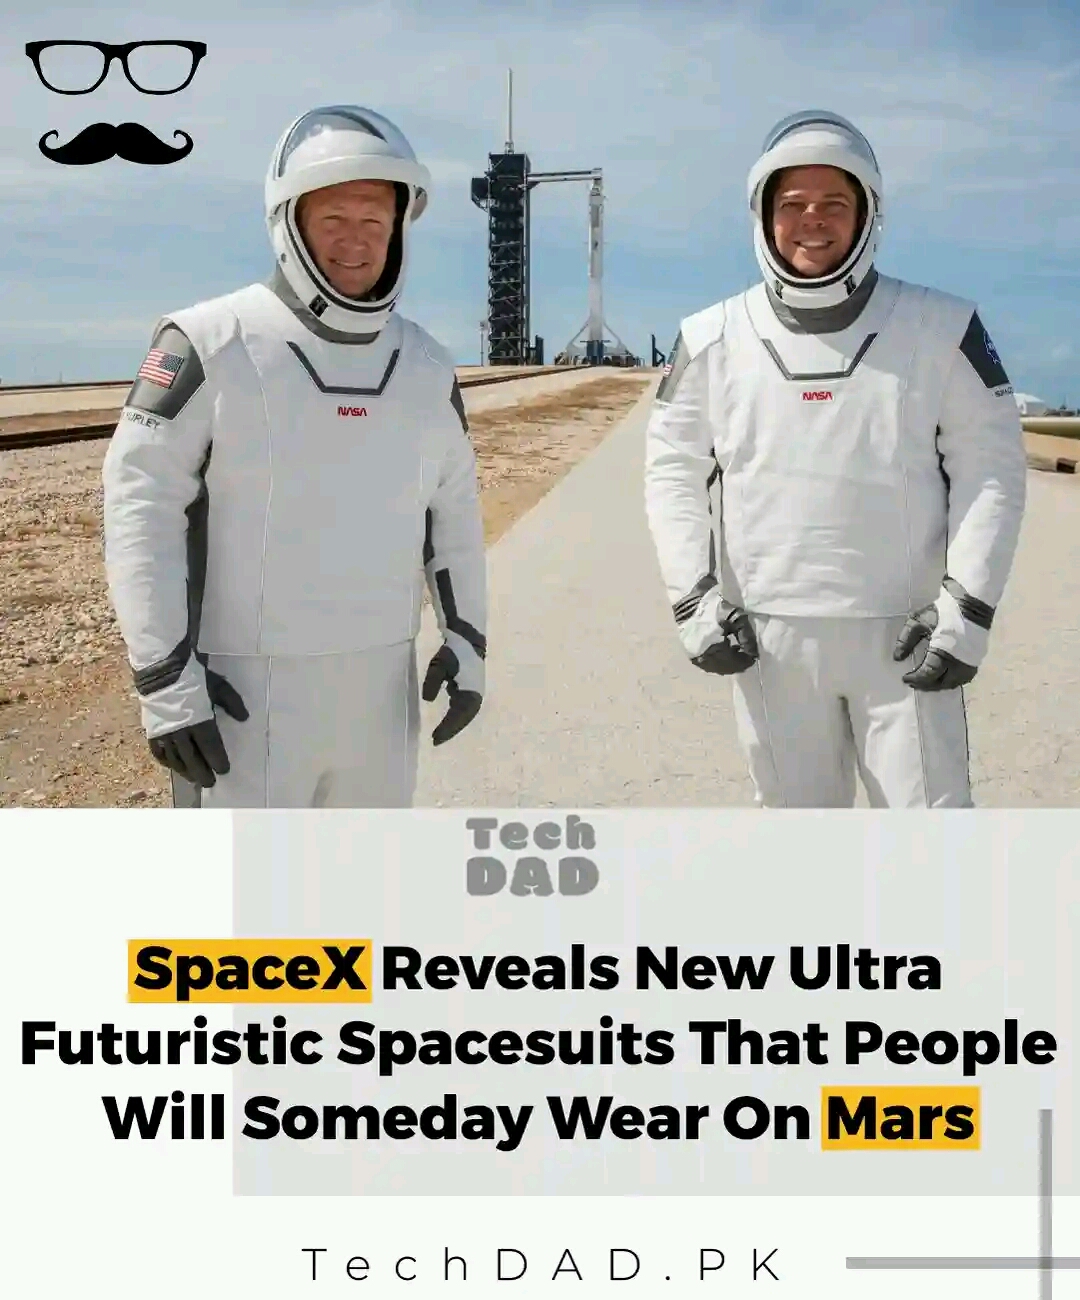 NASA
NASA
Tech
DAD
SpaceX Reveals New Ultra
Futuristic Spacesuits That People
Will Someday Wear On Mars
TechDAD.PK